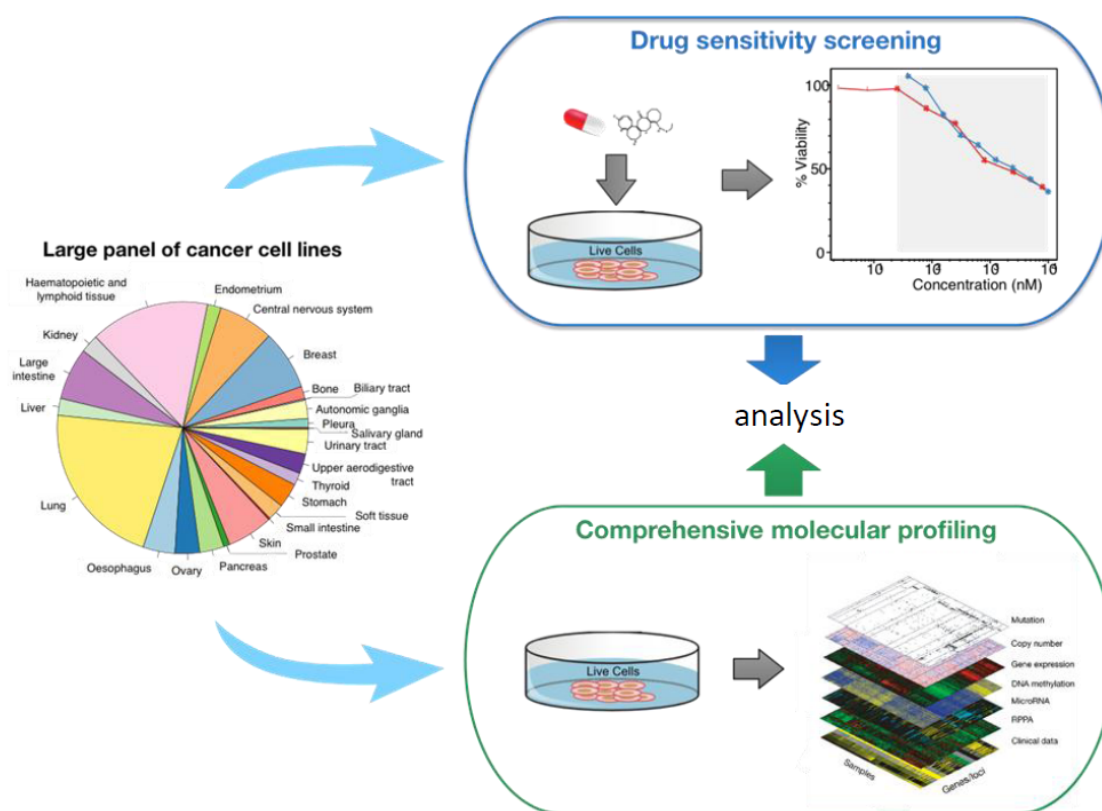 Drug sensitivity screening
100
50
0
% Viability
Concentration (nM)
Live Cells
Large panel of cancer cell lines
Haematopoietic and
lymphoid tissue
Endometrium
Central nervous system
Kidney
Breast
Large
intestine
Bone
Biliary tract
Liver
Autonomic ganglia
Pleura
Salivary gland
Urinary tract
Upper aerodigestive
tract
Thyroid
Stomach
Lung
Soft tissue
Small intestine
Skin
Prostate
Oesophagus
Ovary
Pancreas
analysis
Comprehensive molecular profiling
Live Cells
Mutation
Copy number
Gene expression
DNA methylation
MicroRNA
RPPA
Clinical data
Samples
Genes/loci